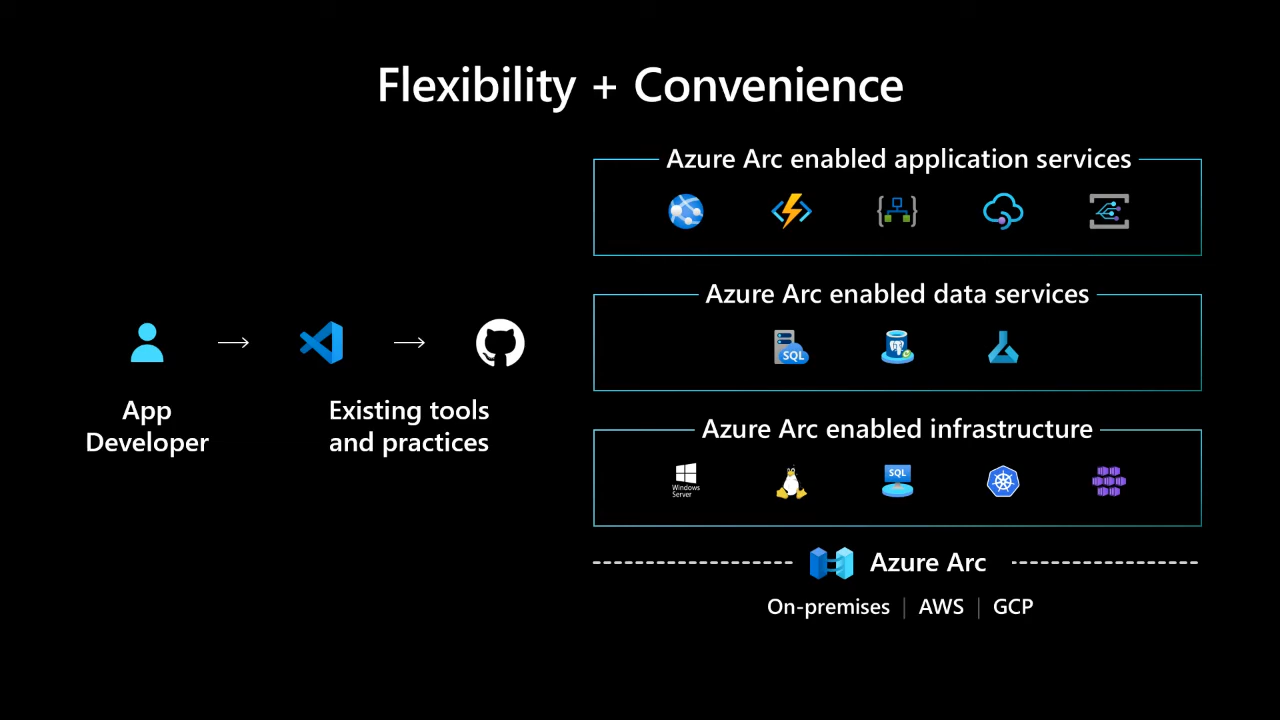 Flexibility + Convenience
Azure Arc enabled application services
Azure Arc enabled data services
SQL
App
Developer
Existing tools
and practices
Azure Arc enabled infrastructure
Windows
Server
SQL
Azure Arc
On-premises | AWS | GCP